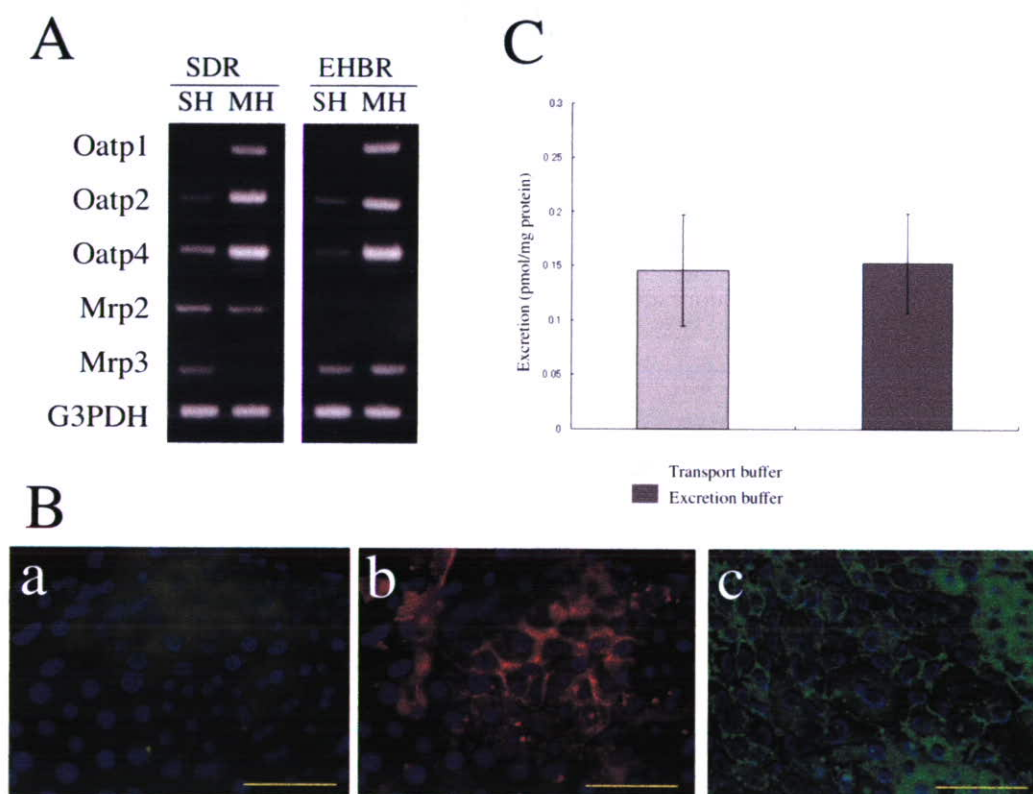 A
SDR EHBR
SH MH SH MH
Oatp1
Oatp2
Oatp4
Mrp2
Mrp3
G3PDH
C
Excretion (pmol/mg protein)
0.3
0 25
0.2
0.15
0.1
0 05
0
Transport buffer
Excretion buffer
B
a b c